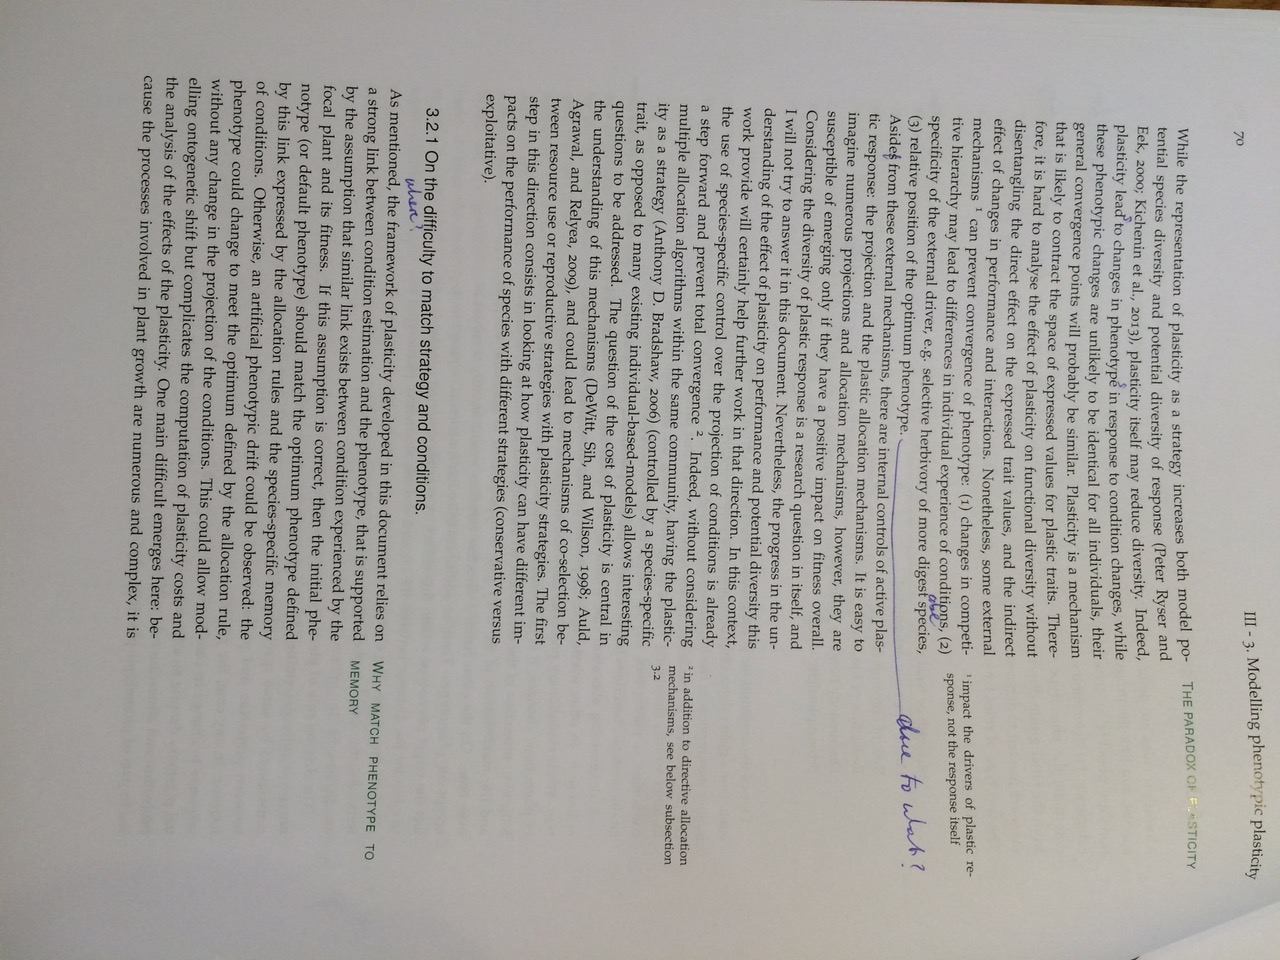 70
III - 3. Modelling phenotypic plasticity
While the representation of plasticity as a strategy increases both model po-
tential species diversity and potential diversity of response (Peter Ryser and
Eek, 2000; Kichenin et al., 2013), plasticity itself may reduce diversity. Indeed,
plasticity lead s to changes in phenotype s in response to condition changes, while
these phenotypic changes are unlikely to be identical for all individuals, their
general convergence points will probably be similar. Plasticity is a mechanism
that is likely to contract the space of expressed values for plastic traits. There-
fore, it is hard to analyse the effect of plasticity on functional diversity without
disentangling the direct effect on the expressed trait values, and the indirect
effect of changes in performance and interactions. Nonetheless, some external
mechanisms 1 can prevent convergence of phenotype: (1) changes in competi-
tive hierarchy may lead to differences in individual experience of conditions, (2)
specificity of the external driver, e.g. selective herbivory of more digest able species,
(3) relative position of the optimum phenotype.
due to what?
Asides from these external mechanisms, there are internal controls of active plas-
tic response: the projection and the plastic allocation mechanisms. It is easy to
imagine numerous projections and allocation mechanisms, however, they are
susceptible of emerging only if they have a positive impact on fitness overall.
Considering the diversity of plastic response is a research question in itself, and
I will not try to answer it in this document. Nevertheless, the progress in the un-
derstanding of the effect of plasticity on performance and potential diversity this
work provide will certainly help further work in that direction. In this context,
the use of species-specific control over the projection of conditions is already
a step forward and prevent total convergence 2. Indeed, without considering
multiple allocation algorithms within the same community, having the plastic-
ity as a strategy (Anthony D. Bradshaw, 2006) (controlled by a species-specific
trait, as opposed to many existing individual-based-models) allows interesting
questions to be addressed. The question of the cost of plasticity is central in
the understanding of this mechanisms (DeWitt, Sih, and Wilson, 1998; Auld,
Agrawal, and Relyea, 2009), and could lead to mechanisms of co-selection be-
tween resource use or reproductive strategies with plasticity strategies. The first
step in this direction consists in looking at how plasticity can have different im-
pacts on the performance of species with different strategies (conservative versus
exploitative).
THE PARADOX OF PLASTICITY
1 impact the drivers of plastic re-
sponse, not the response itself
2 in addition to directive allocation
mechanisms, see below subsection
3.2
3.2.1 On the difficulty to match strategy and conditions.
where?
As mentioned, the framework of plasticity developed in this document relies on
a strong link between condition estimation and the phenotype, that is supported
by the assumption that similar link exists between condition experienced by the
focal plant and its fitness. If this assumption is correct, then the initial phe-
notype (or default phenotype) should match the optimum phenotype defined
by this link expressed by the allocation rules and the species-specific memory
of conditions. Otherwise, an artificial phenotypic drift could be observed: the
phenotype could change to meet the optimum defined by the allocation rule,
without any change in the projection of the conditions. This could allow mod-
elling ontogenetic shift but complicates the computation of plasticity costs and
the analysis of the effects of the plasticity. One main difficult emerges here: be-
cause the processes involved in plant growth are numerous and complex, it is
WHY MATCH PHENOTYPE TO
MEMORY